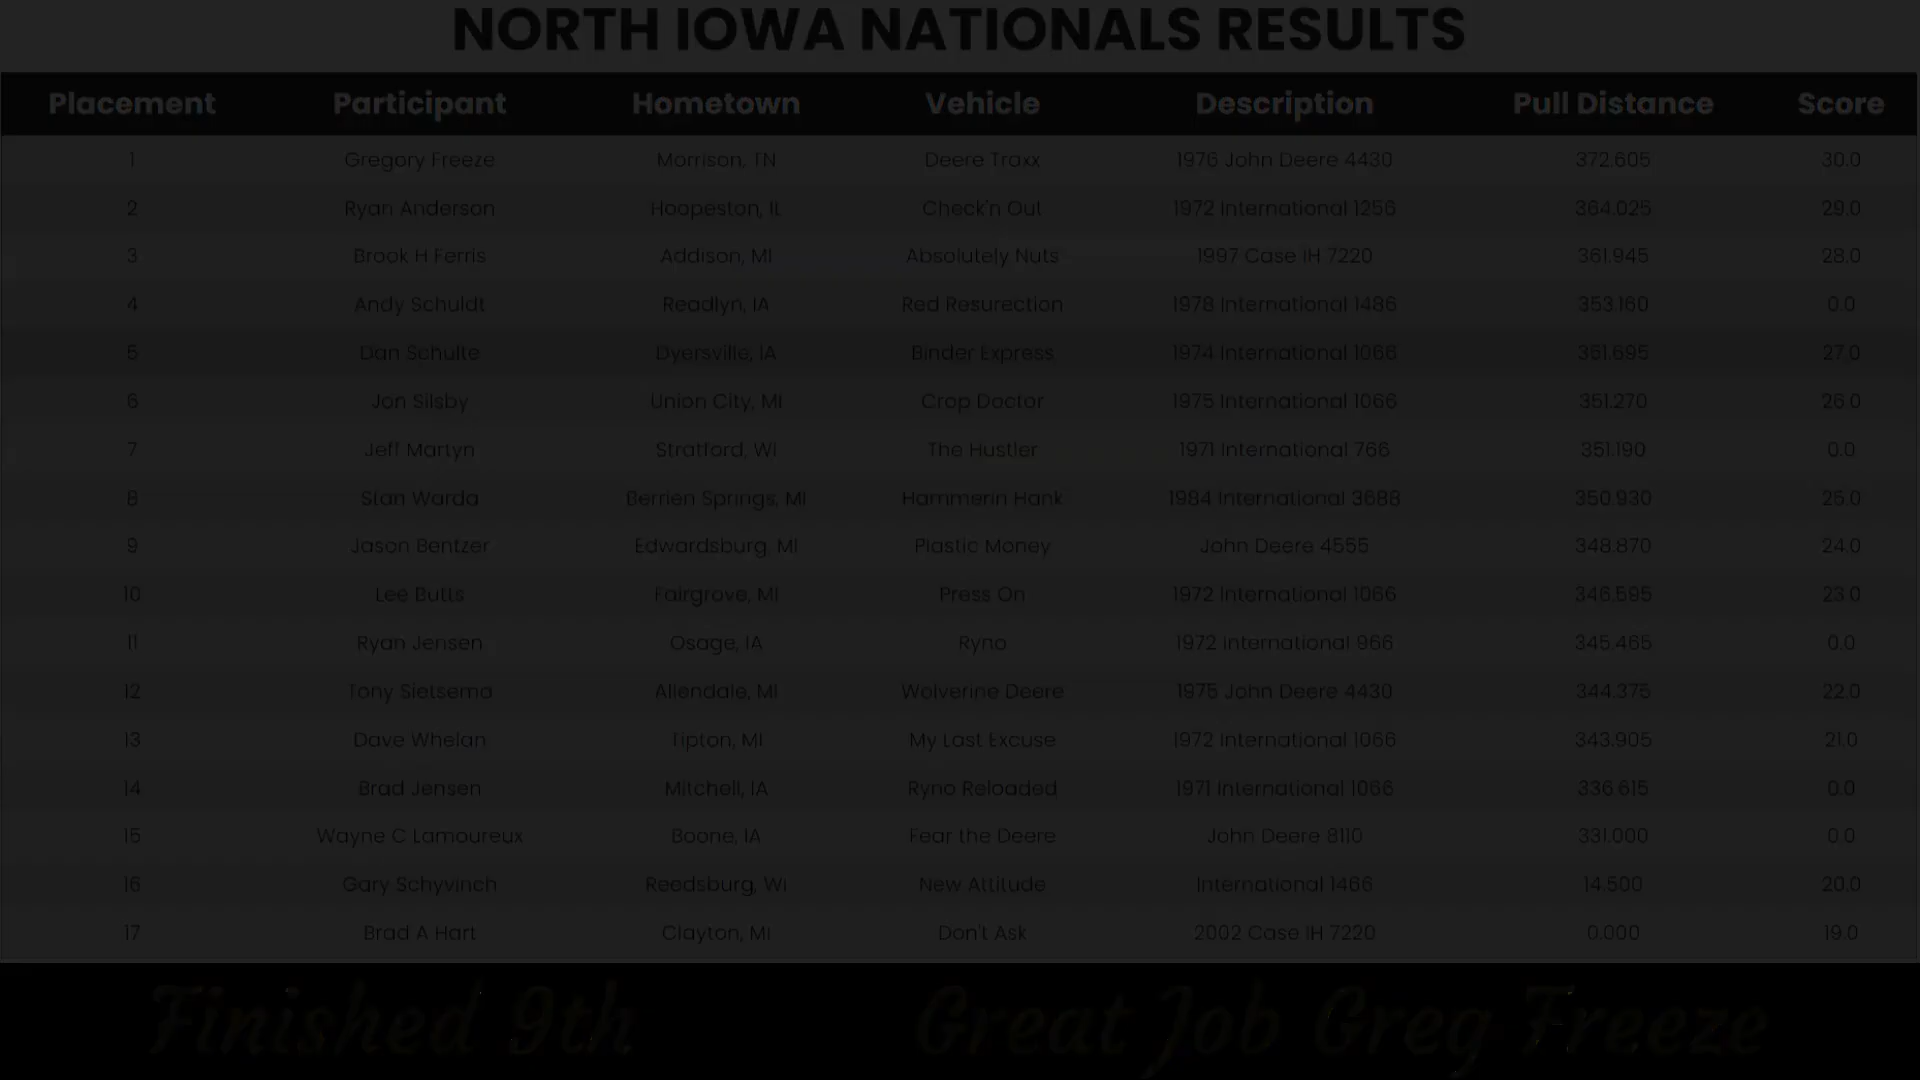 NORTH IOWA NATIONALS RESULTS
Placement Participant Hometown Vehicle Description Pull Distance Score
1 Gregory Freeze Morrison, TN Deere Traxx 1976 John Deere 4430 372.605 30.0
2 Ryan Anderson Hoopeston, IL Check'n Out 1972 International 1256 364.025 29.0
3 Brook H Ferris Addison, MI Absolutely Nuts 1997 Case IH 7220 361.945 28.0
4 Andy Schuldt Readlyn, IA Red Resurection 1978 International 1486 353.160 0.0
5 Dan Schulte Dyersville, IA Binder Express 1974 International 1066 351.695 27.0
6 Jon Silsby Union City, MI Crop Doctor 1975 International 1066 351.270 26.0
7 Jeff Martyn Stratford, WI The Hustler 1971 International 766 351.190 0.0
8 Stan Warda Berrien Springs, MI Hammerin Hank 1984 International 3688 350.930 25.0
9 Jason Bentzer Edwardsburg, MI Plastic Money John Deere 4555 348.870 24.0
10 Lee Butts Fairgrove, MI Press On 1972 International 1066 346.595 23.0
11 Ryan Jensen Osage, IA Ryno 1972 International 966 345.465 0.0
12 Tony Sietsema Allendale, MI Wolverine Deere 1975 John Deere 4430 344.375 22.0
13 Dave Whelan Tipton, MI My Last Excuse 1972 International 1066 343.905 21.0
14 Brad Jensen Mitchell, IA Ryno Reloaded 1971 International 1066 336.615 0.0
15 Wayne C Lamoureux Boone, IA Fear the Deere John Deere 8110 331.000 0.0
16 Gary Schyvinch Reedsburg, WI New Attitude International 1466 14.500 20.0
17 Brad A Hart Clayton, MI Don't Ask 2002 Case IH 7220 0.000 19.0
Finished 9th Great Job Greg Freeze